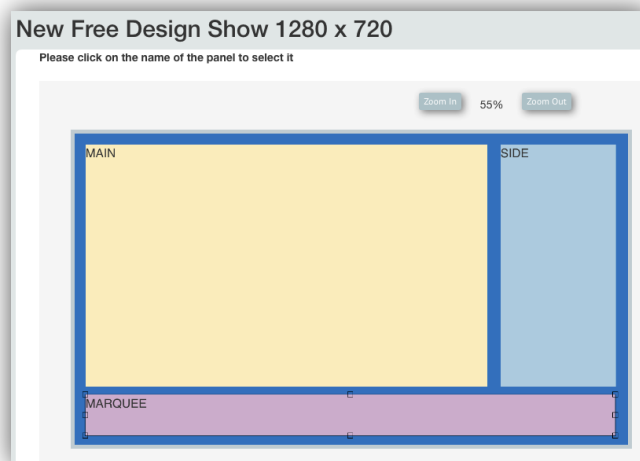 New Free Design Show 1280 x 720
Please click on the name of the panel to select it
Zoom In 55% Zoom Out
MAIN SIDE
MARQUEE